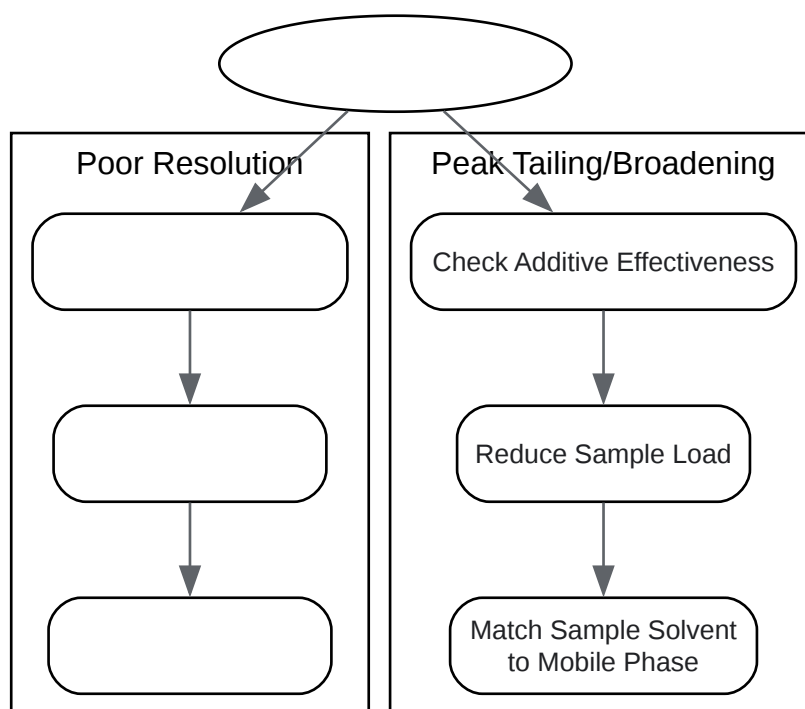 Poor Resolution
Peak Tailing/Broadening
Check Additive Effectiveness
Reduce Sample Load
Match Sample Solvent
to Mobile Phase